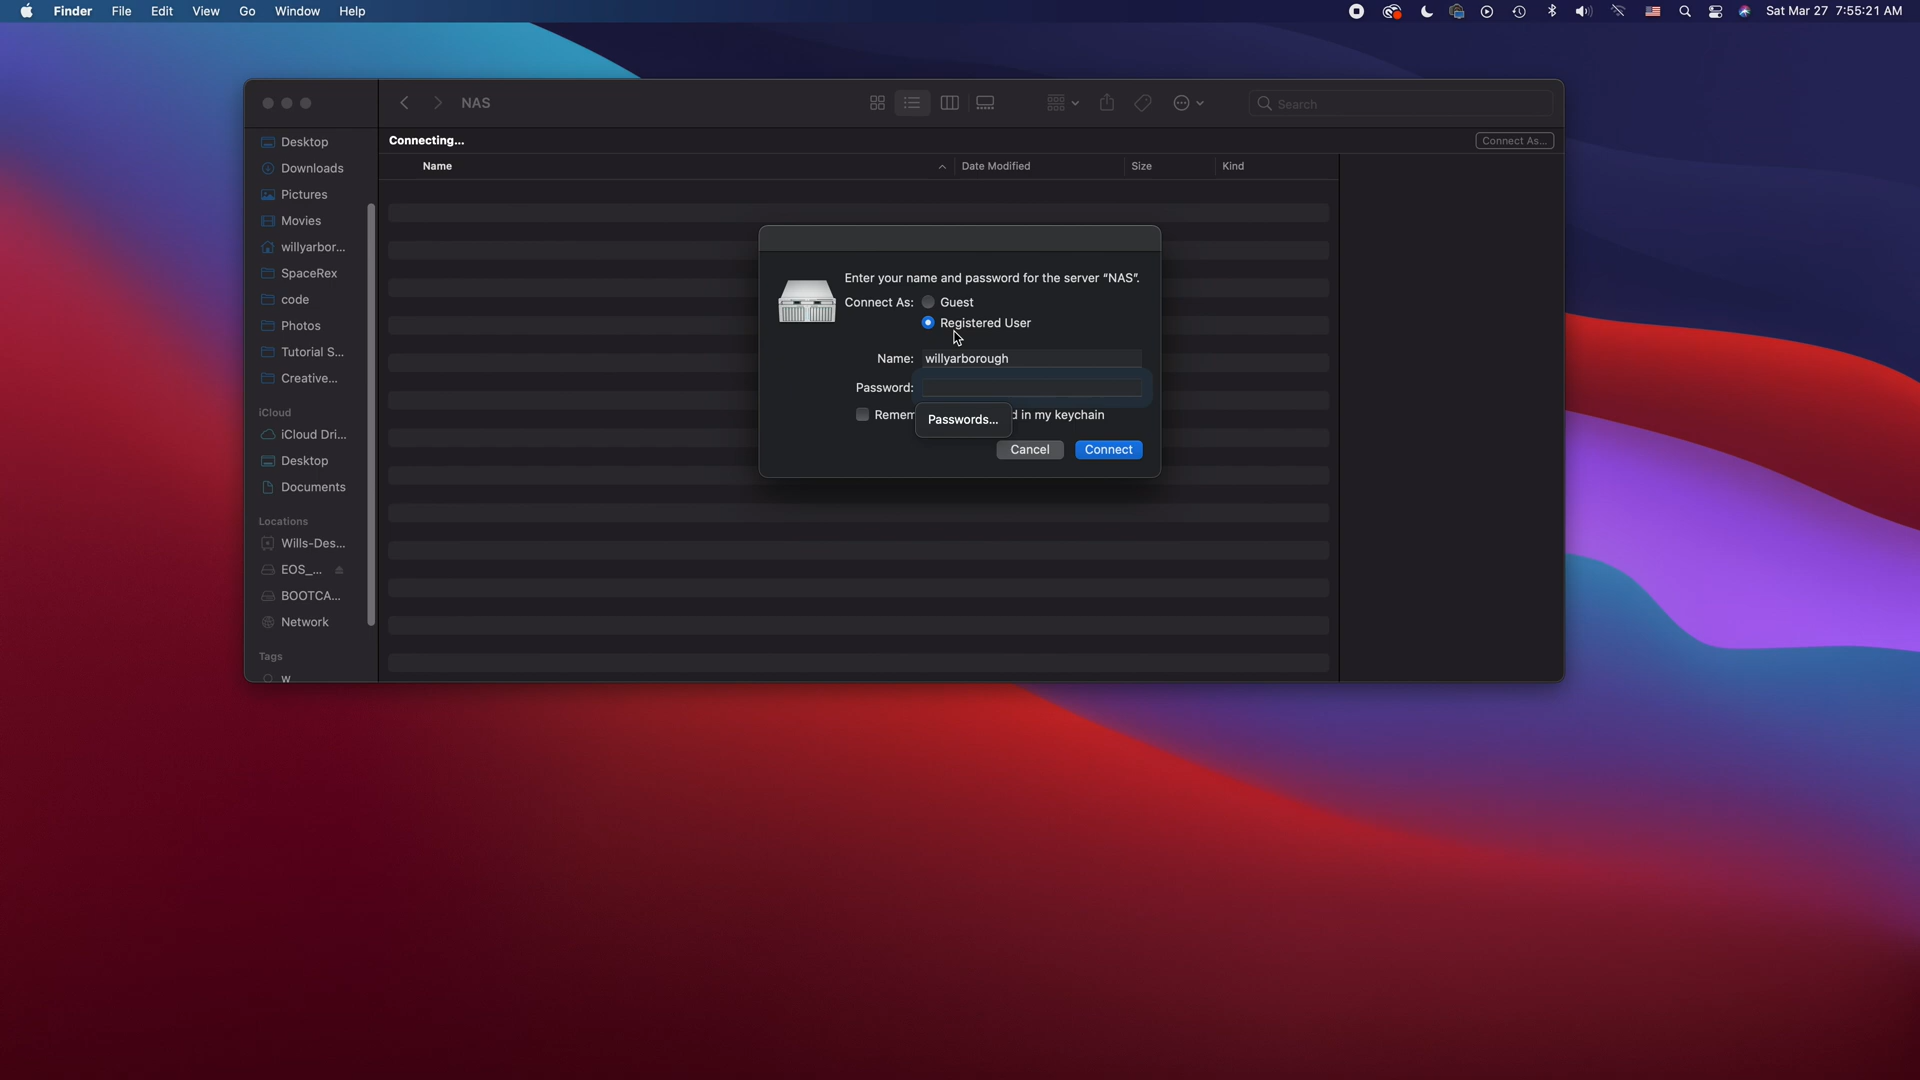 Finder File Edit View Go Window Help Sat Mar 27 7:55:21 AM
NAS
Search
Connecting...
Connect As...
Name Date Modified Size Kind
Desktop
Downloads
Pictures
Movies
willyarbor...
SpaceRex
code
Photos
Tutorial S...
Creative...
iCloud
iCloud Dri...
Desktop
Documents
Locations
Wills-Des...
EOS_...
BOOTCA...
Network
Tags
w
Enter your name and password for the server “NAS”.
Connect As: Guest
Registered User
Name: willyarborough
Password:
Remem d in my keychain
Passwords...
Cancel Connect